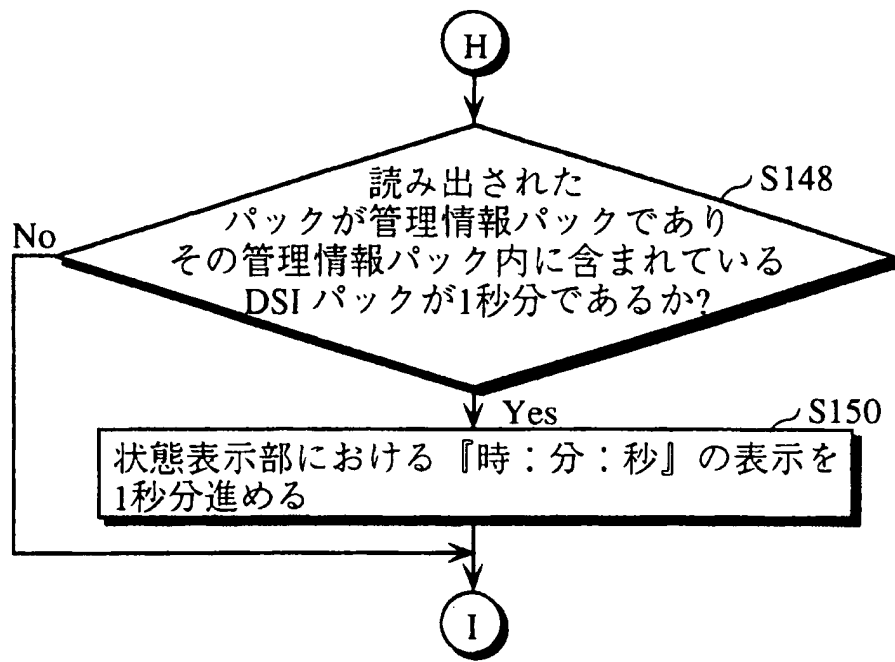 H
読み出された
パックが管理情報パックであり
その管理情報パック内に含まれている
DSI パックが1秒分であるか?
S148
No
Yes
S150
状態表示部における『時：分：秒』の表示を
1秒分進める
I